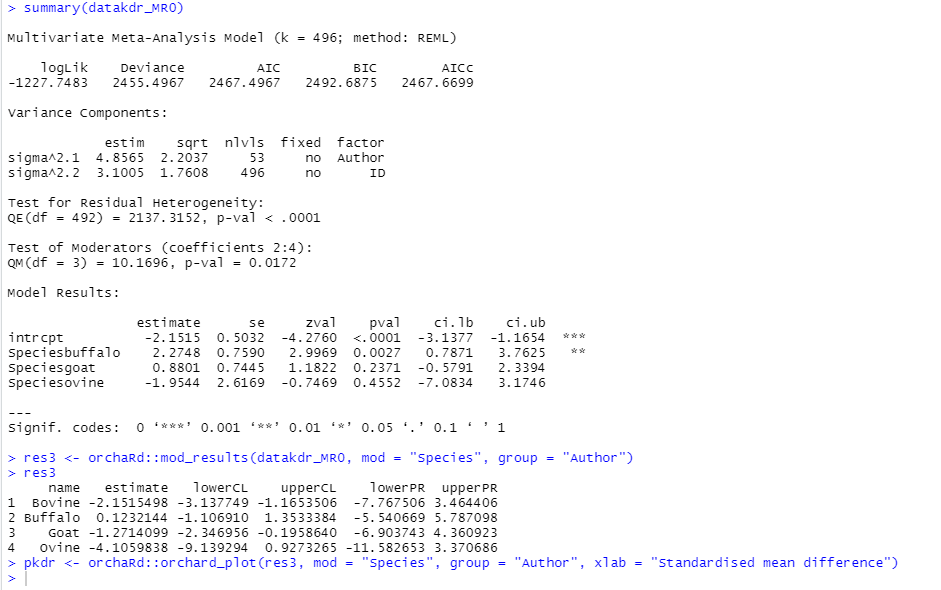 > summary(datakdr_MR0)
Multivariate Meta-Analysis Model (k = 496; method: REML)
logLik Deviance AIC BIC AICc
-1227.7483 2455.4967 2467.4967 2492.6875 2467.6699
Variance Components:
estim sqrt nlvls fixed factor
sigma^2.1 4.8565 2.2037 53 no Author
sigma^2.2 3.1005 1.7608 496 no ID
Test for Residual Heterogeneity:
QE(df = 492) = 2137.3152, p-val < .0001
Test of Moderators (coefficients 2:4):
QM(df = 3) = 10.1696, p-val = 0.0172
Model Results:
estimate se zval pval ci.lb ci.ub
intrcpt -2.1515 0.5032 -4.2760 <.0001 -3.1377 -1.1654 ***
Speciesbuffalo 2.2748 0.7590 2.9969 0.0027 0.7871 3.7625 **
Speciesgoat 0.8801 0.7445 1.1822 0.2371 -0.5791 2.3394
Speciesovine -1.9544 2.6169 -0.7469 0.4552 -7.0834 3.1746
---
Signif. codes: 0 ‘***’ 0.001 ‘**’ 0.01 ‘*’ 0.05 ‘.’ 0.1 ‘ ’ 1
> res3 <- orchaRd::mod_results(datakdr_MR0, mod = "Species", group = "Author")
> res3
name estimate lowerCL upperCL lowerPR upperPR
1 Bovine -2.1515498 -3.137749 -1.1653506 -7.767506 3.464406
2 Buffalo 0.1232144 -1.106910 1.3533384 -5.540669 5.787098
3 Goat -1.2714099 -2.346956 -0.1958640 -6.903743 4.360923
4 Ovine -4.1059838 -9.139294 0.9273265 -11.582653 3.370686
> pkdr <- orchaRd::orchard_plot(res3, mod = "Species", group = "Author", xlab = "Standardised mean difference")
>